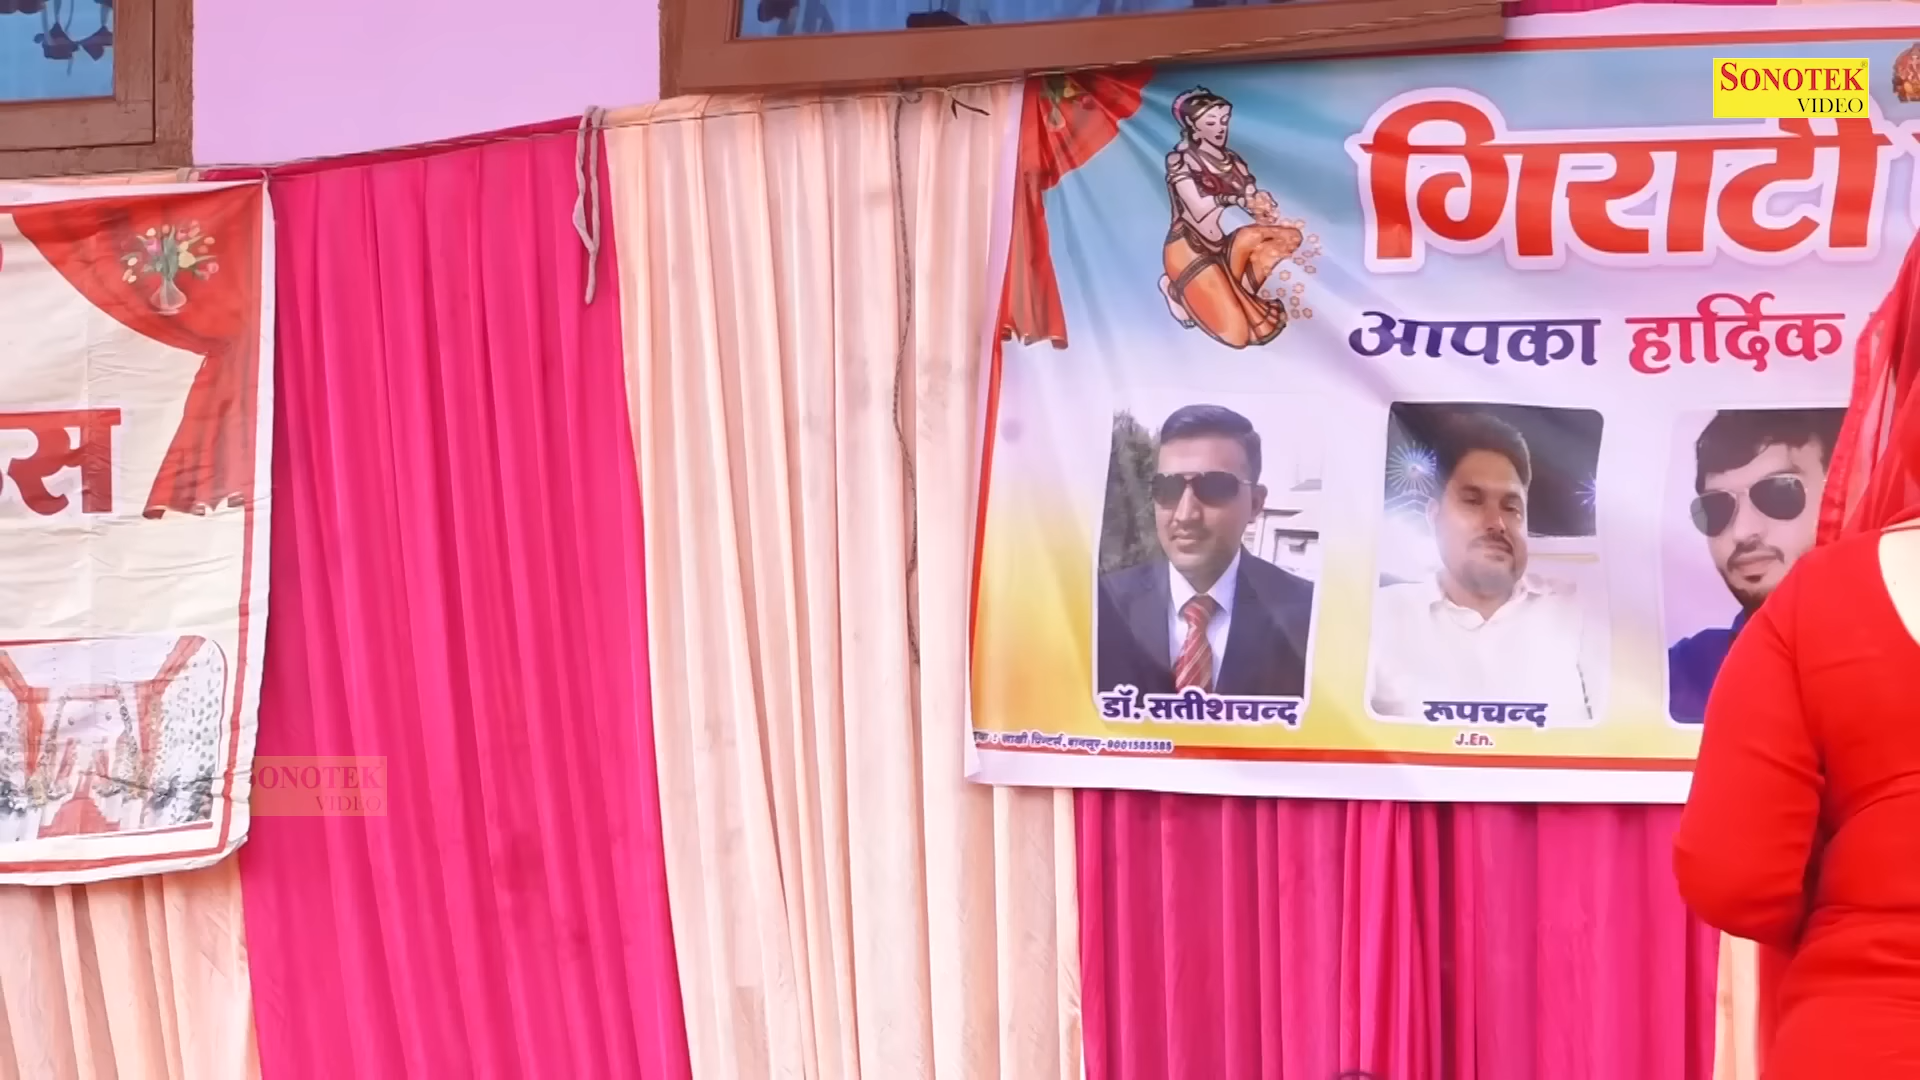 SONOTEK
VIDEO
गिराटौ
आपका हार्दिक
डॉ. सतीशचन्द
रूपचन्द
J.En.
SONOTEK
VIDEO